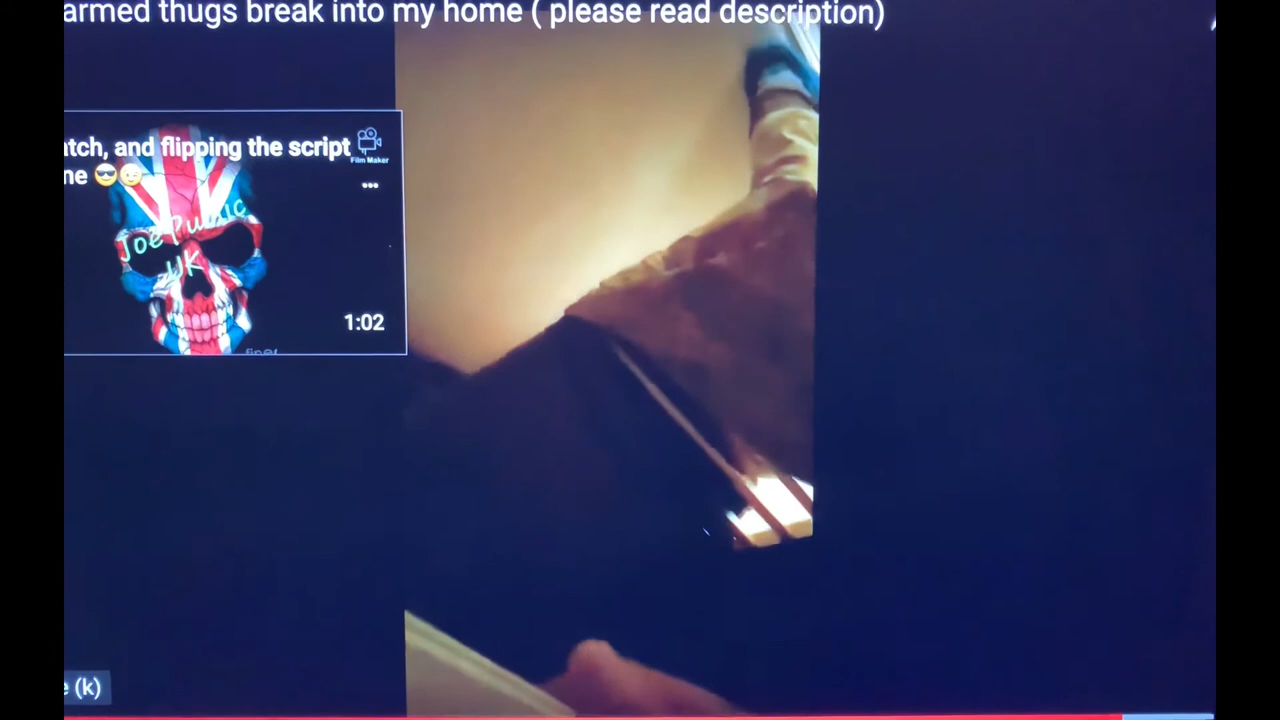 armed thugs break into my home ( please read description)
atch, and flipping the script
ne 😎😉
Film Maker
Joe Public
UK
1:02
e (k)